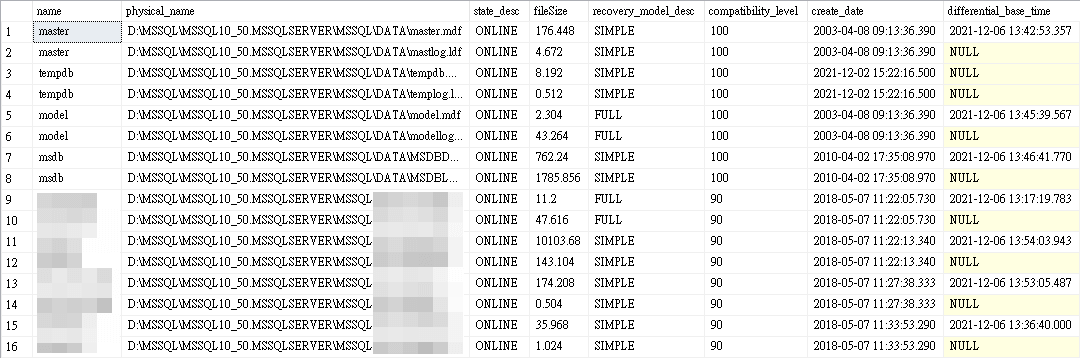 name physical_name state_desc fileSize recovery_model_desc compatibility_level create_date differential_base_time
1 master D:\MSSQL\MSSQL10_50.MSSQLSERVER\MSSQL\DATA\master.mdf ONLINE 176.448 SIMPLE 100 2003-04-08 09:13:36.390 2021-12-06 13:42:53.357
2 master D:\MSSQL\MSSQL10_50.MSSQLSERVER\MSSQL\DATA\mastlog.ldf ONLINE 4.672 SIMPLE 100 2003-04-08 09:13:36.390 NULL
3 tempdb D:\MSSQL\MSSQL10_50.MSSQLSERVER\MSSQL\DATA\tempdb.... ONLINE 8.192 SIMPLE 100 2021-12-02 15:22:16.500 NULL
4 tempdb D:\MSSQL\MSSQL10_50.MSSQLSERVER\MSSQL\DATA\templog.l... ONLINE 0.512 SIMPLE 100 2021-12-02 15:22:16.500 NULL
5 model D:\MSSQL\MSSQL10_50.MSSQLSERVER\MSSQL\DATA\model.mdf ONLINE 2.304 FULL 100 2003-04-08 09:13:36.390 2021-12-06 13:45:39.567
6 model D:\MSSQL\MSSQL10_50.MSSQLSERVER\MSSQL\DATA\modellog... ONLINE 43.264 FULL 100 2003-04-08 09:13:36.390 NULL
7 msdb D:\MSSQL\MSSQL10_50.MSSQLSERVER\MSSQL\DATA\MSDBD... ONLINE 762.24 SIMPLE 100 2010-04-02 17:35:08.970 2021-12-06 13:46:41.770
8 msdb D:\MSSQL\MSSQL10_50.MSSQLSERVER\MSSQL\DATA\MSDBL... ONLINE 1785.856 SIMPLE 100 2010-04-02 17:35:08.970 NULL
9 D:\MSSQL\MSSQL10_50.MSSQLSERVER\MSSQL ONLINE 11.2 FULL 90 2018-05-07 11:22:05.730 2021-12-06 13:17:19.783
10 D:\MSSQL\MSSQL10_50.MSSQLSERVER\MSSQL ONLINE 47.616 FULL 90 2018-05-07 11:22:05.730 NULL
11 D:\MSSQL\MSSQL10_50.MSSQLSERVER\MSSQL ONLINE 10103.68 SIMPLE 90 2018-05-07 11:22:13.340 2021-12-06 13:54:03.943
12 D:\MSSQL\MSSQL10_50.MSSQLSERVER\MSSQL ONLINE 143.104 SIMPLE 90 2018-05-07 11:22:13.340 NULL
13 D:\MSSQL\MSSQL10_50.MSSQLSERVER\MSSQL ONLINE 174.208 SIMPLE 90 2018-05-07 11:27:38.333 2021-12-06 13:53:05.487
14 D:\MSSQL\MSSQL10_50.MSSQLSERVER\MSSQL ONLINE 0.504 SIMPLE 90 2018-05-07 11:27:38.333 NULL
15 D:\MSSQL\MSSQL10_50.MSSQLSERVER\MSSQL ONLINE 35.968 SIMPLE 90 2018-05-07 11:33:53.290 2021-12-06 13:36:40.000
16 D:\MSSQL\MSSQL10_50.MSSQLSERVER\MSSQL ONLINE 1.024 SIMPLE 90 2018-05-07 11:33:53.290 NULL